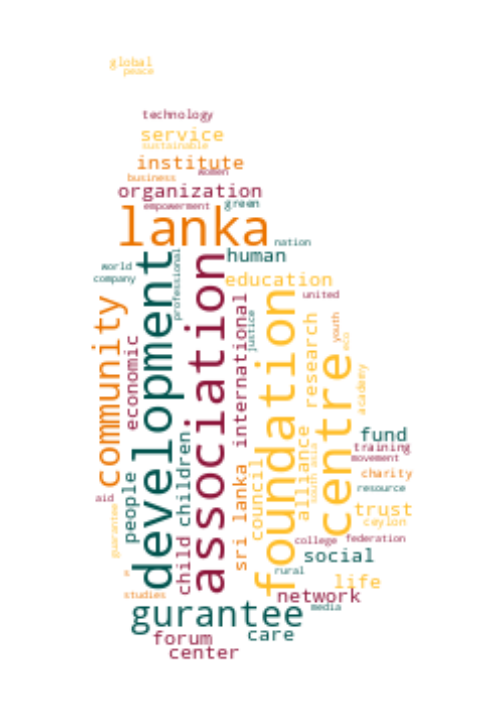 global
peace
technology
service
sustainable
institute
women
business
organization
empowerment
green
lanka
nation
human
world
company
professional
education
development
association
united
community
economic
international
justice
foundation
research
youth
eco
centre
academy
fund
training
movement
charity
resource
people
child
children
sri lanka
council
alliance
south asia
aid
guarantee
trust
ceylon
college
federation
social
rural
life
s
studies
network
media
gurantee
care
forum
center